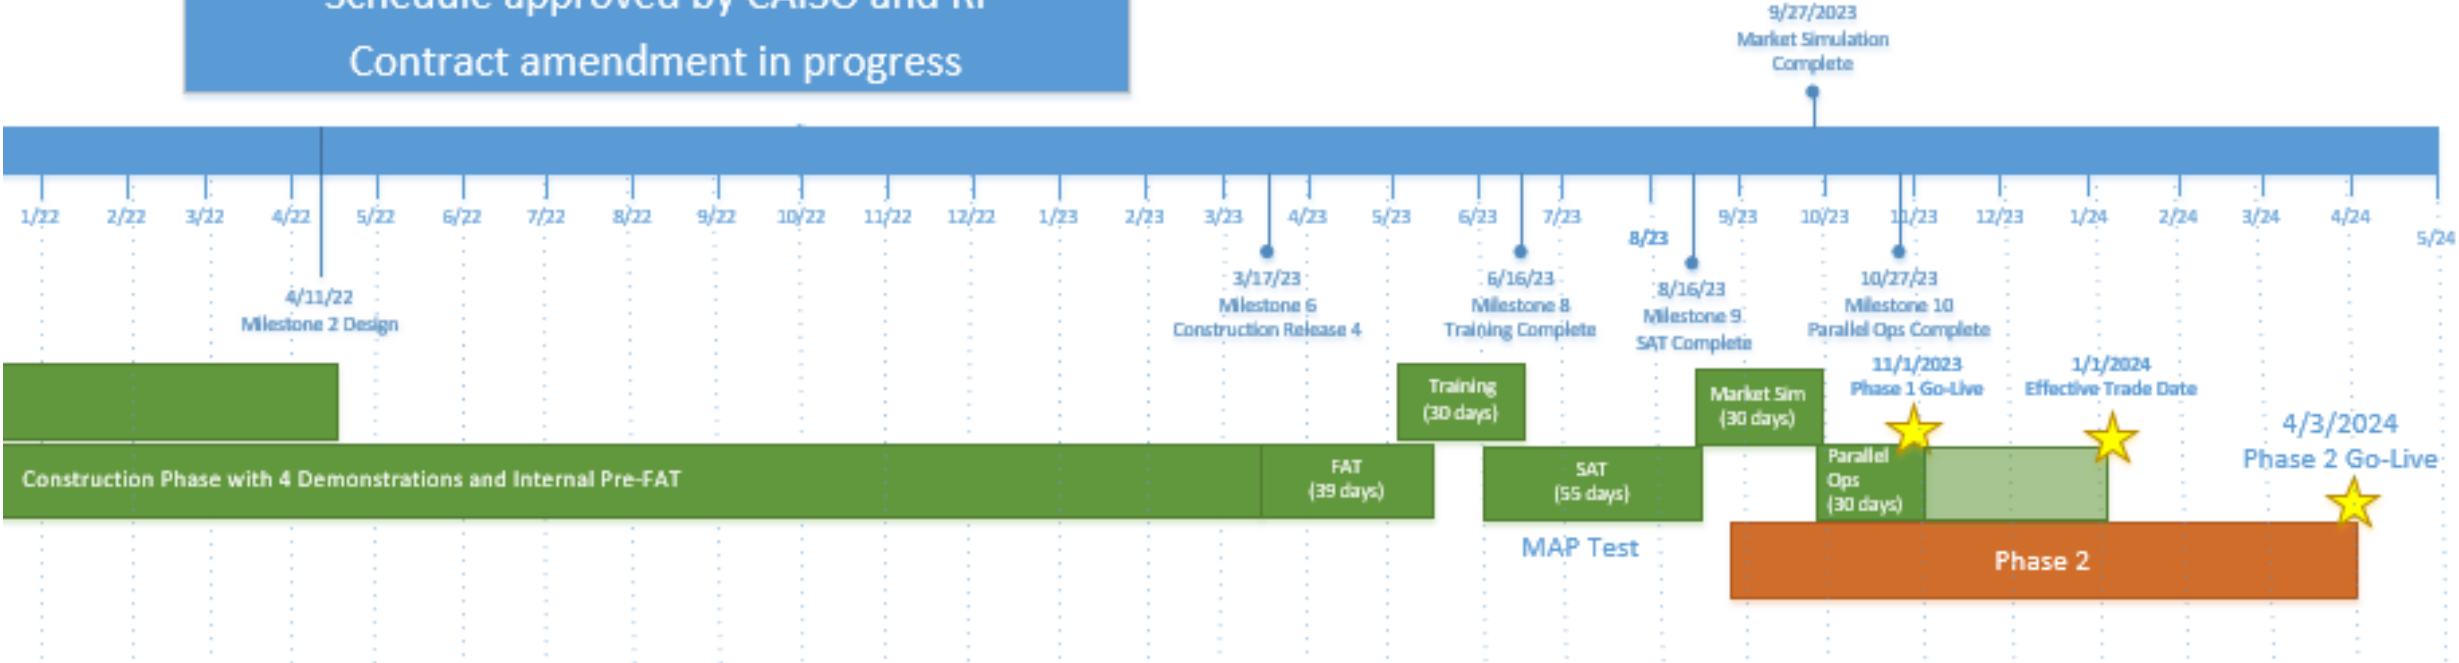 Schedule approved by CAISO and RF
Contract amendment in progress
9/27/2023
Market Simulation
Complete
1/22 2/22 3/22 4/22 5/22 6/22 7/22 8/22 9/22 10/22 11/22 12/22 1/23 2/23 3/23 4/23 5/23 6/23 7/23 8/23 9/23 10/23 11/23 12/23 1/24 2/24 3/24 4/24 5/24
4/11/22
Milestone 2 Design
3/17/23
Milestone 6
Construction Release 4
6/16/23
Milestone 8
Training Complete
8/16/23
Milestone 9
SAT Complete
10/27/23
Milestone 10
Parallel Ops Complete
11/1/2023
Phase 1 Go-Live
1/1/2024
Effective Trade Date
4/3/2024
Phase 2 Go-Live
Training
(30 days)
Market Sim
(30 days)
Construction Phase with 4 Demonstrations and Internal Pre-FAT
FAT
(39 days)
SAT
(55 days)
Parallel
Ops
(30 days)
MAP Test
Phase 2